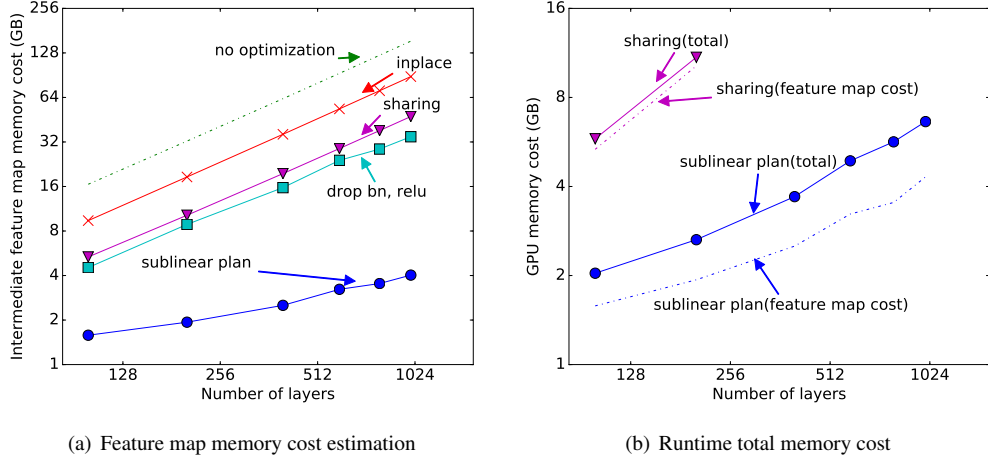 256
128
64
32
16
8
4
2
1
Intermediate feature map memory cost (GB)
no optimization
inplace
sharing
drop bn, relu
sublinear plan
128
256
512
1024
Number of layers
(a) Feature map memory cost estimation
16
8
4
2
1
GPU memory cost (GB)
sharing(total)
sharing(feature map cost)
sublinear plan(total)
sublinear plan(feature map cost)
128
256
512
1024
Number of layers
(b) Runtime total memory cost